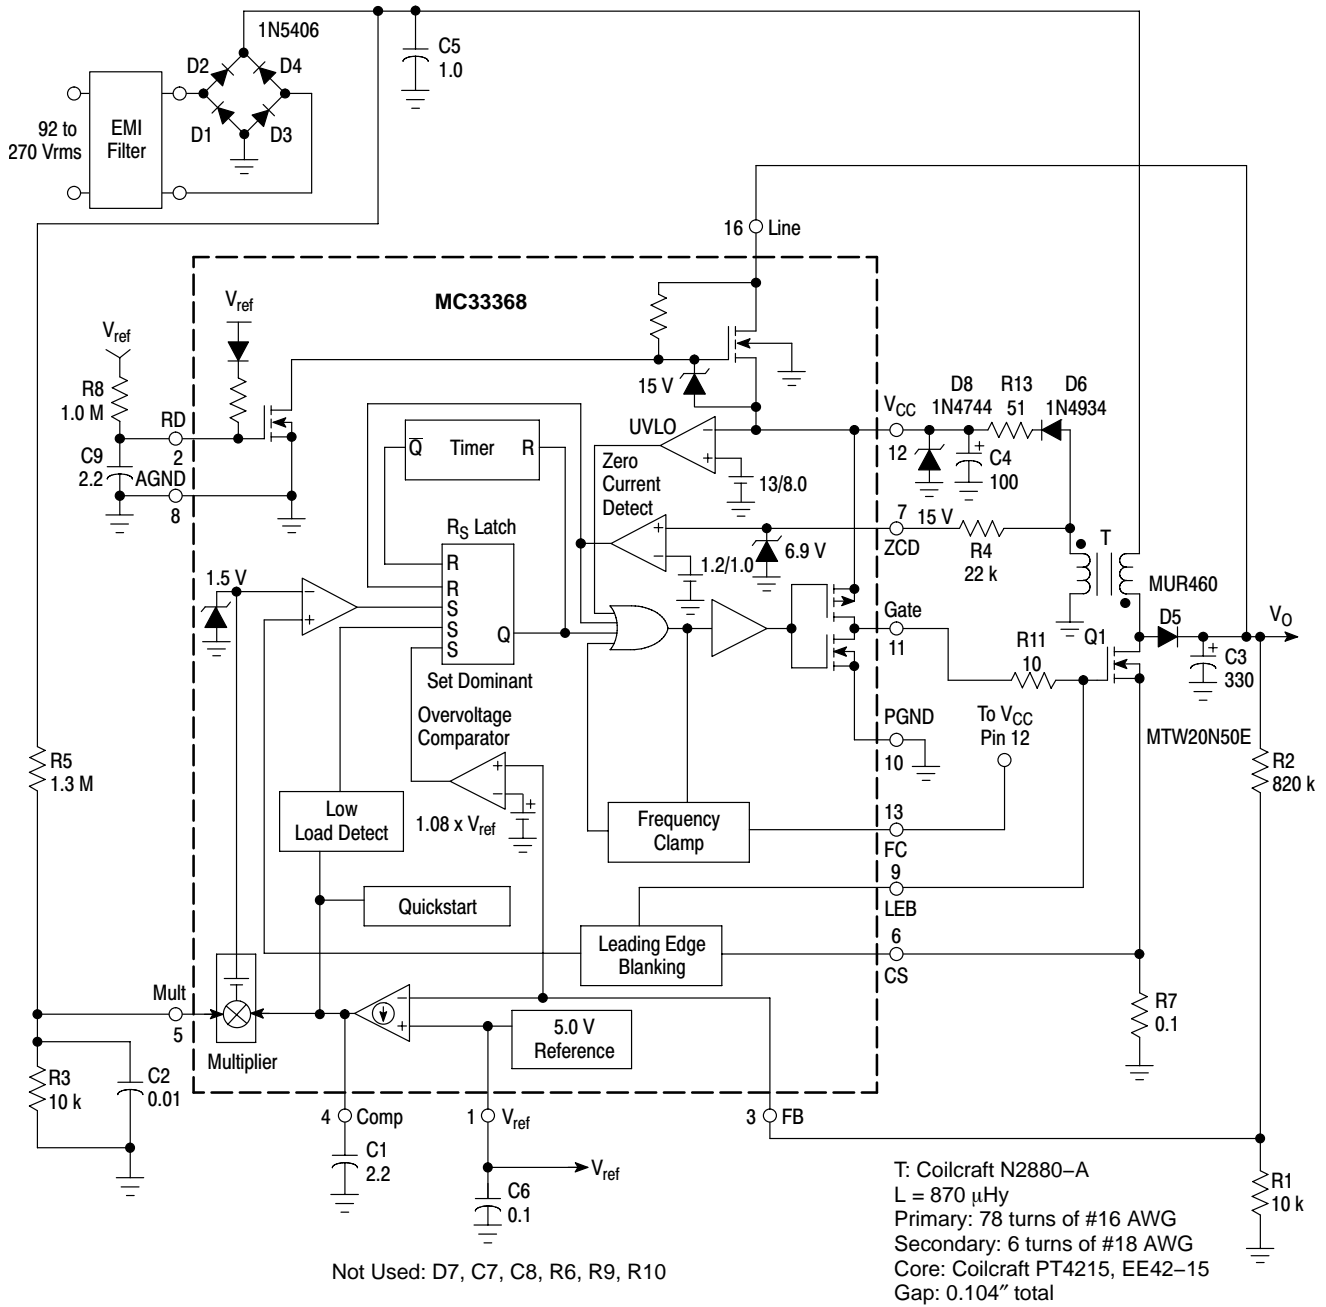 1N5406
C5
1.0
D2
D4
D1
D3
92 to
270 Vrms
EMI
Filter
16
Line
MC33368
Vref
Vref
R8
1.0 M
RD
2
C9
2.2
AGND
8
15 V
UVLO
VCC
12
D8
1N4744
R13
51
D6
1N4934
C4
100
Q̅
Timer
R
Zero
Current
Detect
13/8.0
7
15 V
ZCD
R4
22 k
T
RS Latch
R
R
S
S
S
Q
Set Dominant
1.2/1.0
6.9 V
1.5 V
−
+
MUR460
Gate
11
R11
10
Q1
D5
VO
C3
330
PGND
10
To VCC
Pin 12
MTW20N50E
R2
820 k
Overvoltage
Comparator
1.08 x Vref
R5
1.3 M
Low
Load Detect
Frequency
Clamp
13
FC
9
LEB
Quickstart
Leading Edge
Blanking
6
CS
R7
0.1
Mult
5
Multiplier
5.0 V
Reference
R3
10 k
C2
0.01
4
Comp
1
Vref
3
FB
C1
2.2
Vref
C6
0.1
R1
10 k
T: Coilcraft N2880−A
L = 870 μHy
Primary: 78 turns of #16 AWG
Secondary: 6 turns of #18 AWG
Core: Coilcraft PT4215, EE42−15
Gap: 0.104″ total
Not Used: D7, C7, C8, R6, R9, R10